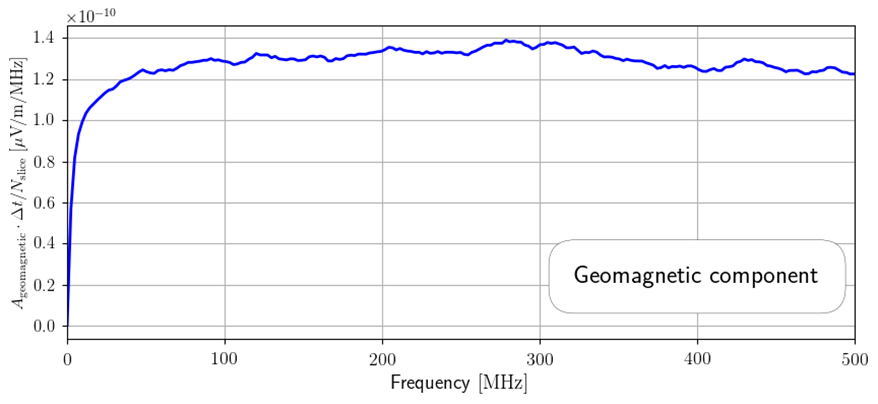 ×10⁻¹⁰
1.4
1.2
1.0
0.8
0.6
0.4
0.2
0.0
A_geomagnetic · Δt/N_slice [μV/m/MHz]
Geomagnetic component
0 100 200 300 400 500
Frequency [MHz]